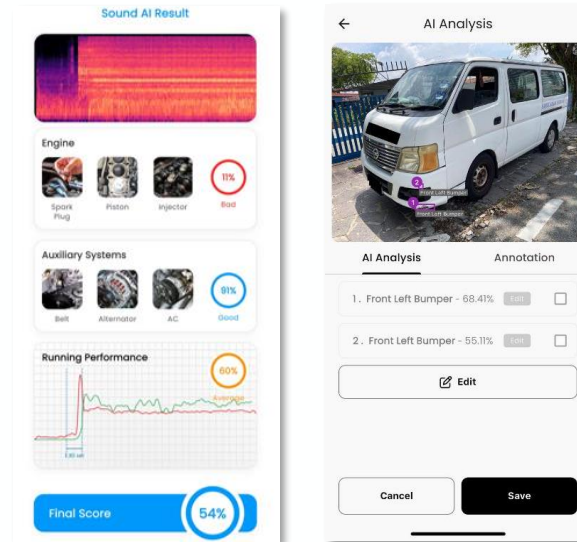 Sound AI Result
Engine
Spark Plug
Piston
Injector
11%
Bad
Auxiliary Systems
Belt
Alternator
AC
91%
Good
Running Performance
60%
Average
Final Score
54%
AI Analysis
2
Front Left Bumper
1
Front Left Bumper
AI Analysis
Annotation
1. Front Left Bumper - 68.41%
Edit
2. Front Left Bumper - 55.11%
Edit
Edit
Cancel
Save